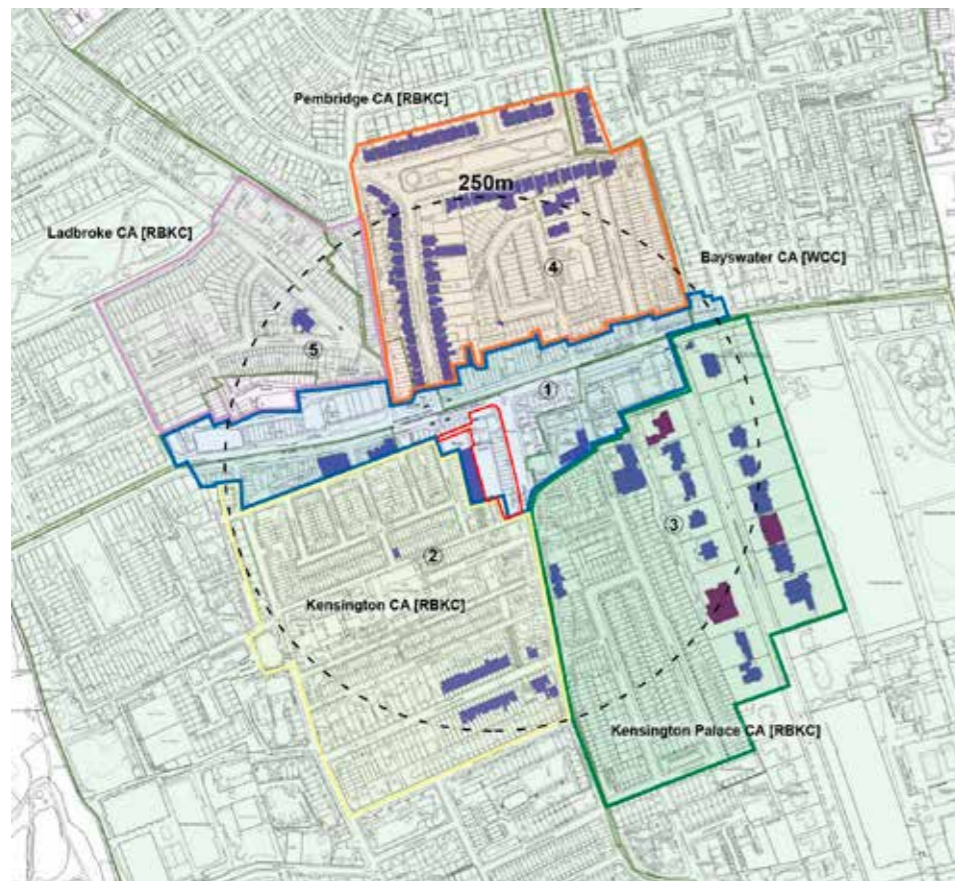 Pembridge CA [RBKC]
250m
Ladbroke CA [RBKC]
Bayswater CA [WCC]
4
5
1
3
2
Kensington CA [RBKC]
Kensington Palace CA [RBKC]